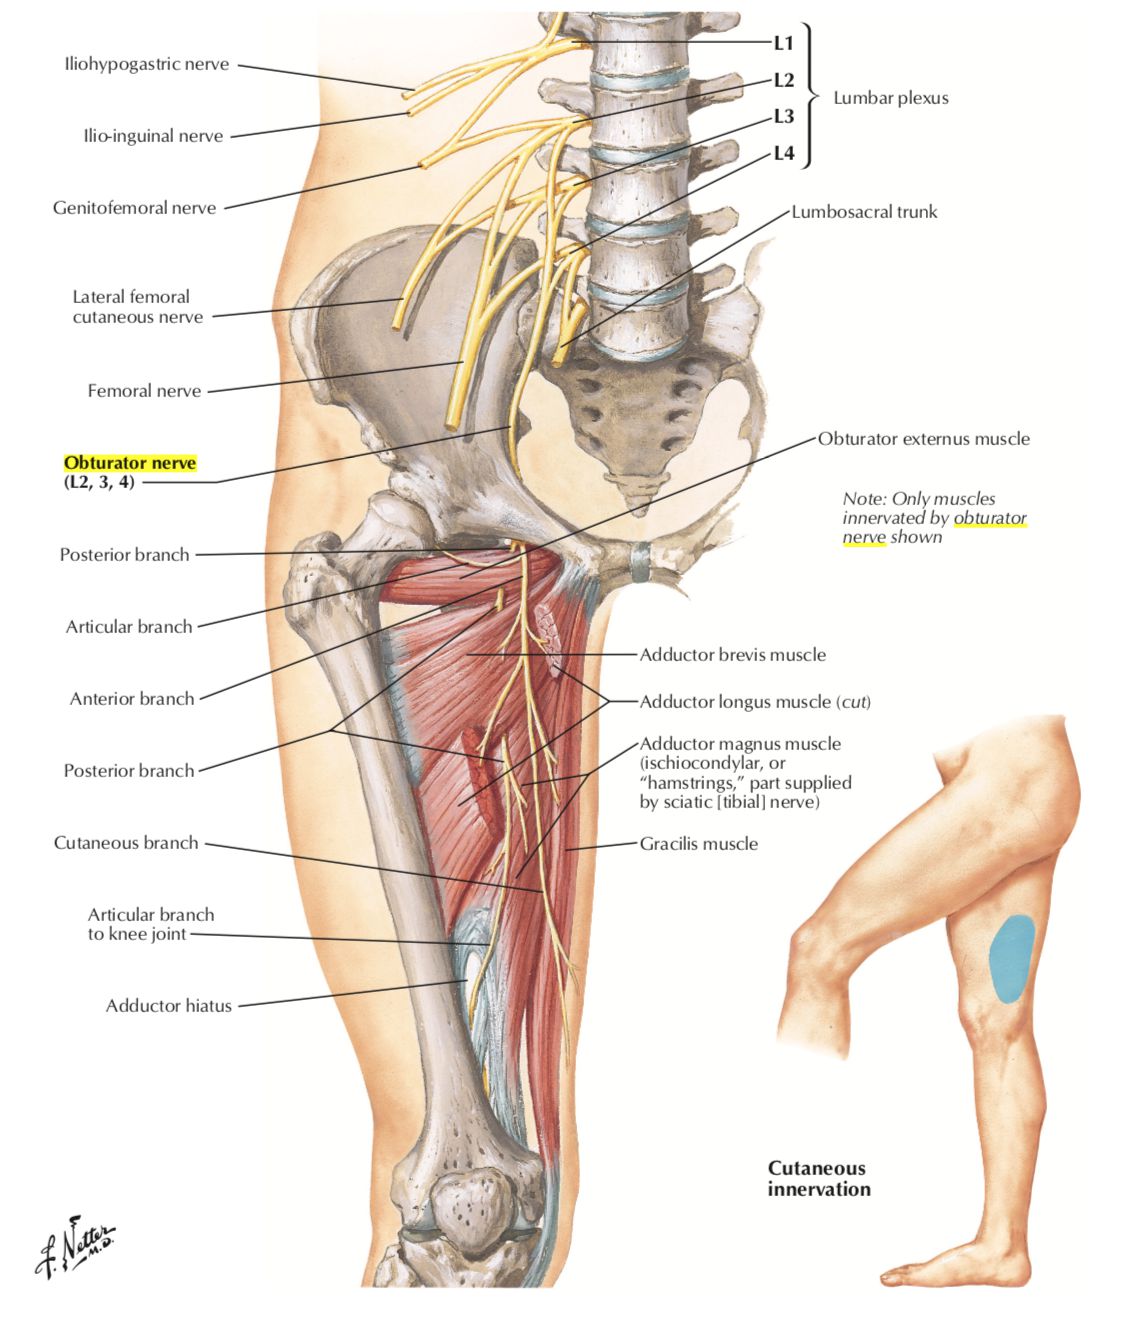 L1
Iliohypogastric nerve
L2
Lumbar plexus
L3
Ilio-inguinal nerve
L4
Genitofemoral nerve
Lumbosacral trunk
Lateral femoral
cutaneous nerve
Femoral nerve
Obturator externus muscle
Obturator nerve
(L2, 3, 4)
Note: Only muscles
innervated by obturator
nerve shown
Posterior branch
Articular branch
Adductor brevis muscle
Anterior branch
Adductor longus muscle (cut)
Adductor magnus muscle
(ischiocondylar, or
“hamstrings,” part supplied
by sciatic [tibial] nerve)
Posterior branch
Cutaneous branch
Gracilis muscle
Articular branch
to knee joint
Adductor hiatus
Cutaneous
innervation
F. Netter
M.D.